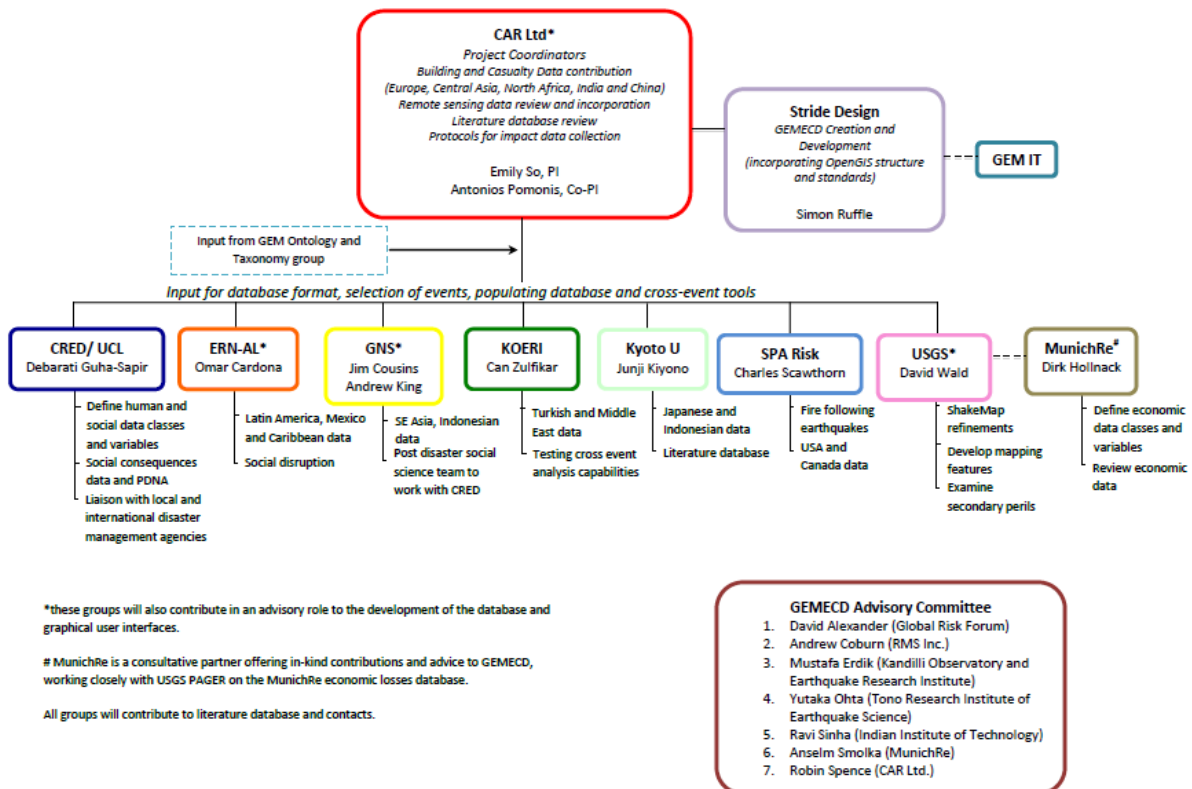 CAR Ltd*
Project Coordinators
Building and Casualty Data contribution
(Europe, Central Asia, North Africa, India and China)
Remote sensing data review and incorporation
Literature database review
Protocols for impact data collection
Emily So, PI
Antonios Pomonis, Co-PI
Stride Design
GEMECD Creation and
Development
(incorporating OpenGIS structure
and standards)
Simon Ruffle
GEM IT
Input from GEM Ontology and
Taxonomy group
Input for database format, selection of events, populating database and cross-event tools
CRED/ UCL
Debarati Guha-Sapir
Define human and
social data classes and
variables
Social consequences
data and PDNA
Liaison with local and
international disaster
management agencies
ERN-AL*
Omar Cardona
Latin America, Mexico
and Caribbean data
Social disruption
GNS*
Jim Cousins
Andrew King
SE Asia, Indonesian
data
Post disaster social
science team to
work with CRED
KOERI
Can Zulfikar
Turkish and Middle
East data
Testing cross event
analysis capabilities
Kyoto U
Junji Kiyono
Japanese and
Indonesian data
Literature database
SPA Risk
Charles Scawthorn
Fire following
earthquakes
USA and
Canada data
USGS*
David Wald
ShakeMap
refinements
Develop mapping
features
Examine
secondary perils
MunichRe#
Dirk Hollnack
Define economic
data classes and
variables
Review economic
data
*these groups will also contribute in an advisory role to the development of the database and
graphical user interfaces.
# MunichRe is a consultative partner offering in-kind contributions and advice to GEMECD,
working closely with USGS PAGER on the MunichRe economic losses database.
All groups will contribute to literature database and contacts.
GEMECD Advisory Committee
1. David Alexander (Global Risk Forum)
2. Andrew Coburn (RMS Inc.)
3. Mustafa Erdik (Kandilli Observatory and
Earthquake Research Institute)
4. Yutaka Ohta (Tono Research Institute of
Earthquake Science)
5. Ravi Sinha (Indian Institute of Technology)
6. Anselm Smolka (MunichRe)
7. Robin Spence (CAR Ltd.)